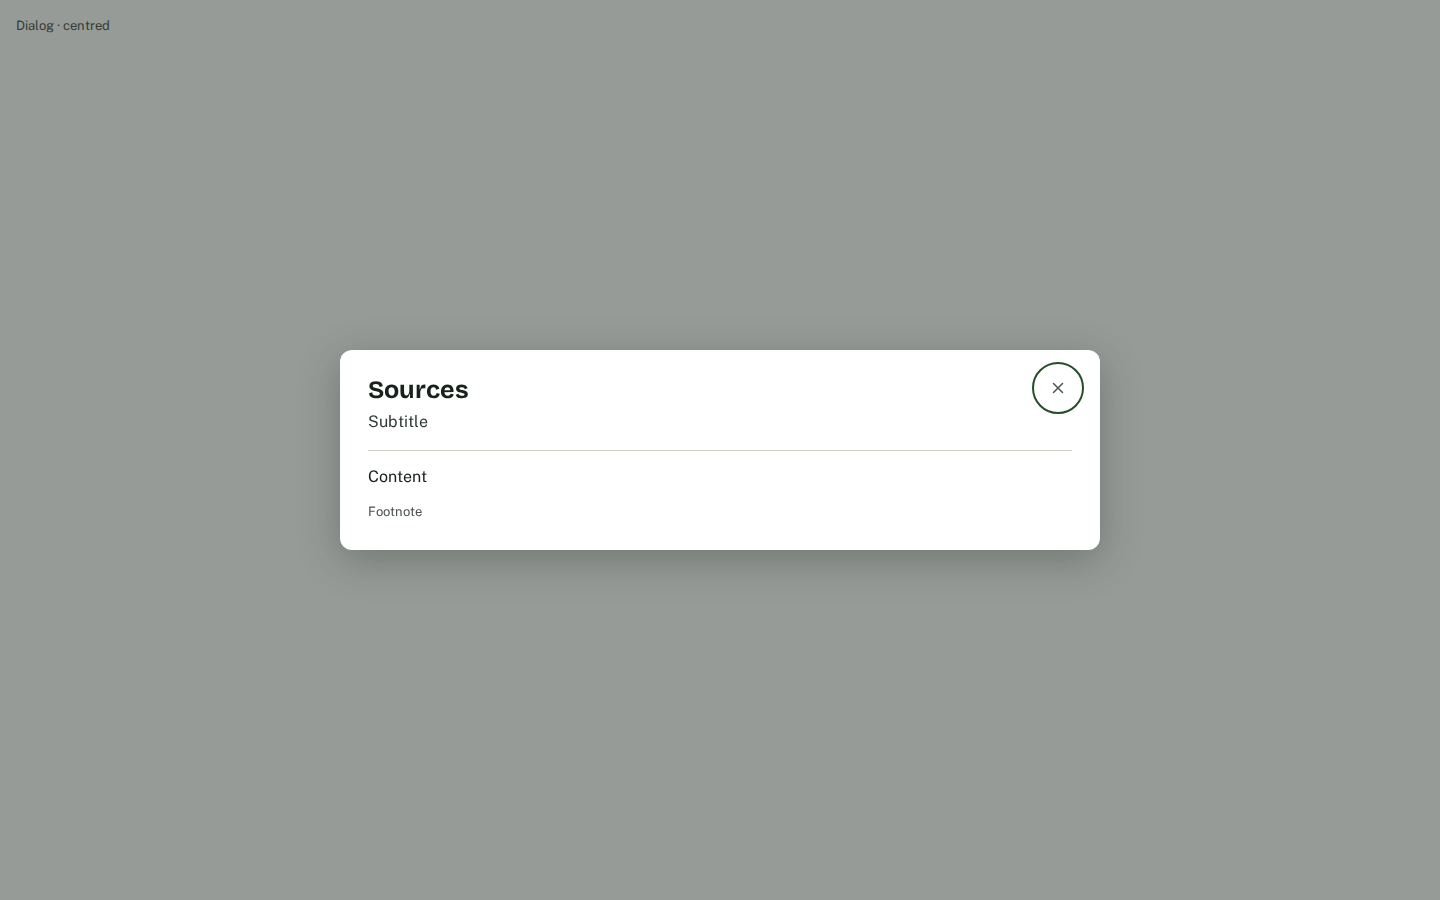 Dialog · centred
Sources
Subtitle
Content
Footnote